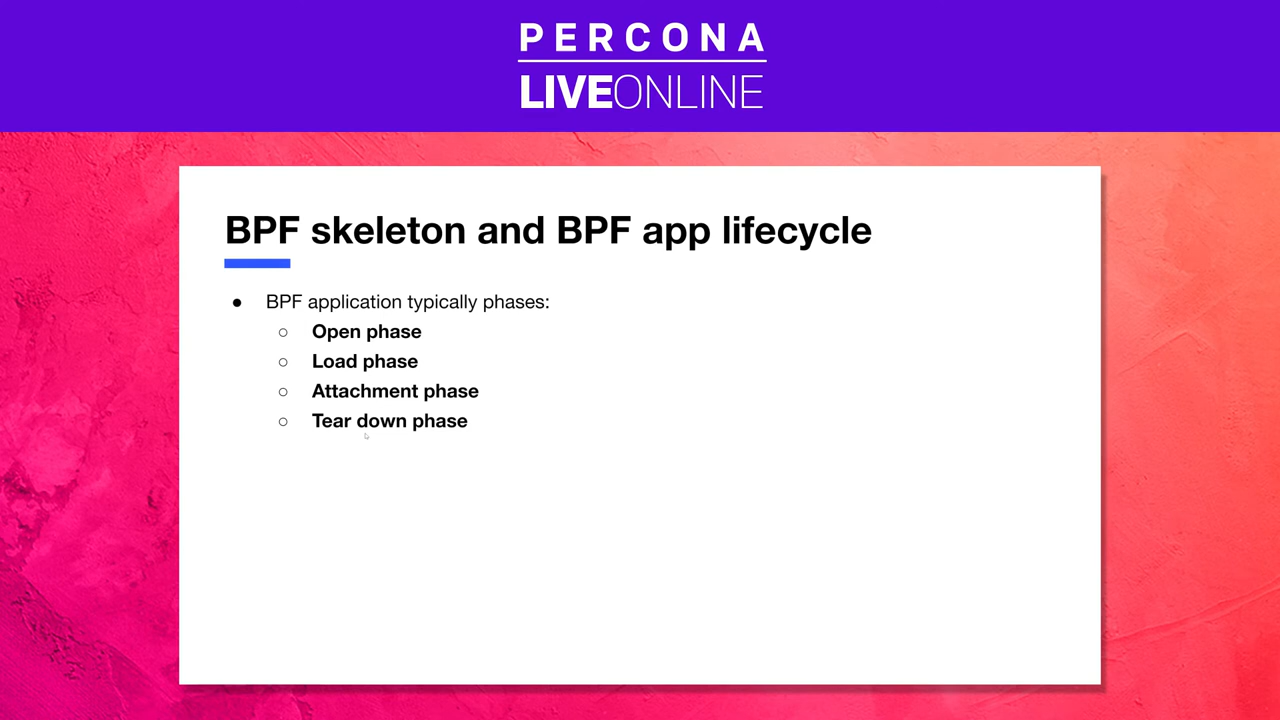 PERCONA
LIVEONLINE
BPF skeleton and BPF app lifecycle
● BPF application typically phases:
○ Open phase
○ Load phase
○ Attachment phase
○ Tear down phase